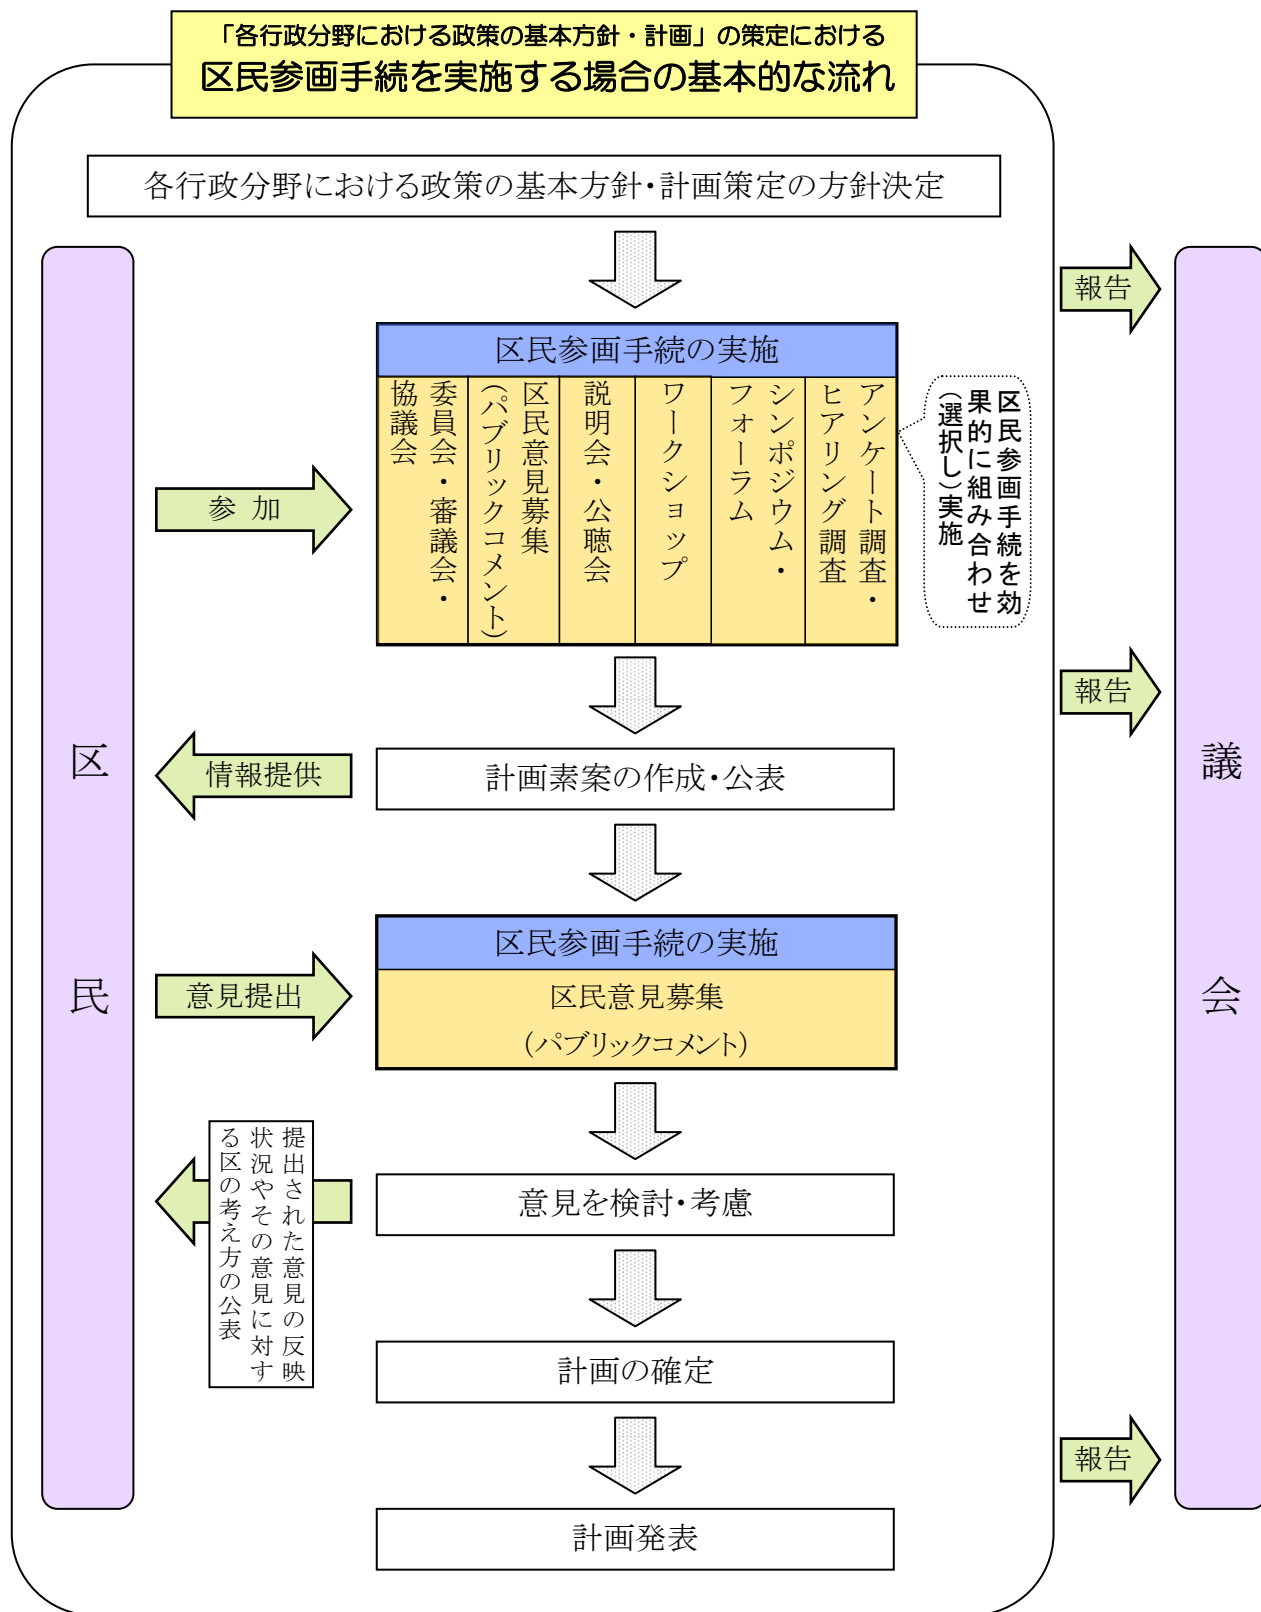 「各行政分野における政策の基本方針・計画」の策定における
区民参画手続を実施する場合の基本的な流れ
各行政分野における政策の基本方針・計画策定の方針決定
報告
区民参画手続の実施
委員会・審議会・
協議会
区民意見募集
(パブリックコメント)
説明会・公聴会
ワークショップ
シンポジウム・
フォーラム
アンケート調査・
ヒアリング調査
区民参画手続を効
果的に組み合わせ
(選択し)実施
参 加
報告
計画素案の作成・公表
情報提供
区民
議会
区民参画手続の実施
区民意見募集
(パブリックコメント)
意見提出
意見を検討・考慮
提出された意見の反映
状況やその意見に対す
る区の考え方の公表
計画の確定
報告
計画発表